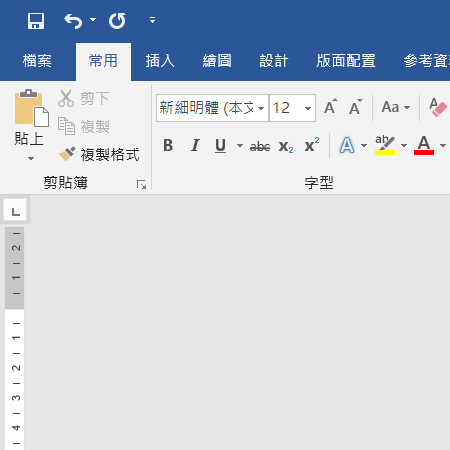 檔案 常用 插入 繪圖 設計 版面配置 參考資
剪下
複製
貼上 複製格式
剪貼簿
新細明體 (本文 12 A A Aa A
B I U abc x₂ x² A ab A
字型
L
2
1
1
2
3
4